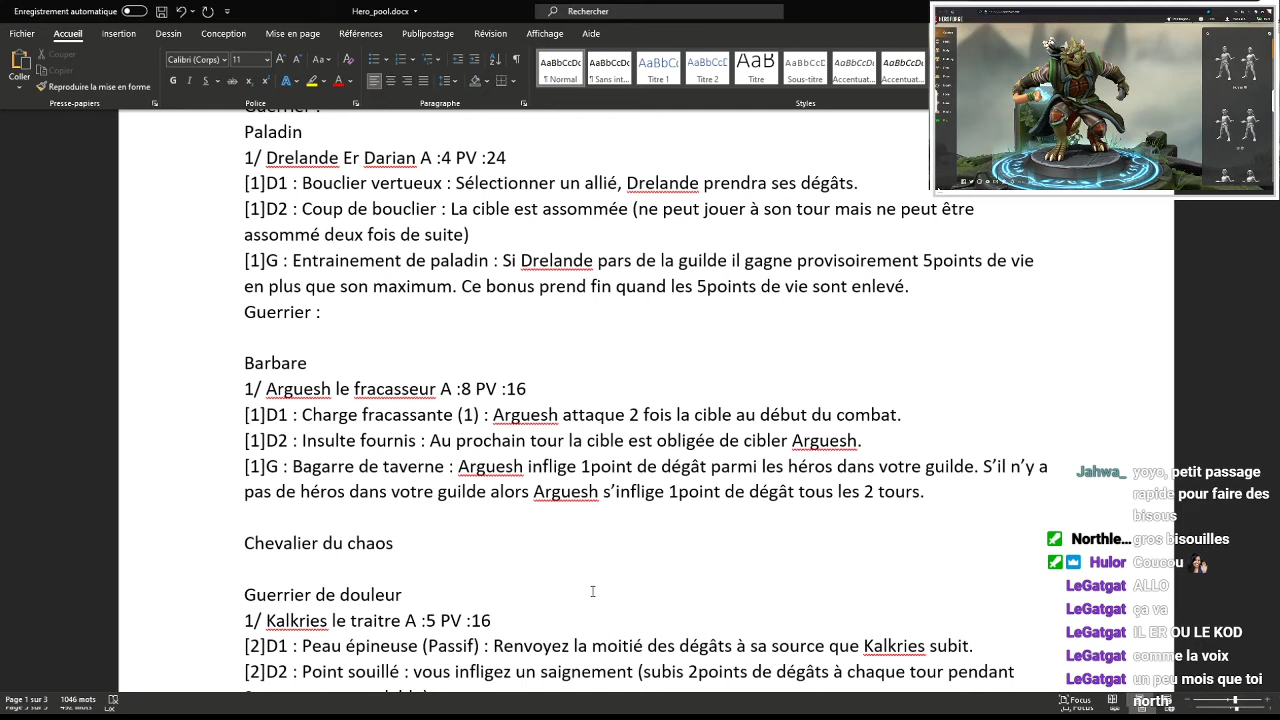 Enregistrement automatique
Hero_pool.docx
Rechercher
Fichier Accueil Insertion Dessin Mise en page Références Publipostage Affichage Aide
Coller
Couper
Copier
Reproduire la mise en forme
Presse-papiers
Calibri (Corps) 11
Police
Paragraphe
AaBbCcDc AaBbCcDc AaBbC AaBbCcD AaB AaBbCcD AaBbCcD AaBbCcD
¶ Normal ¶ Sans int... Titre 1 Titre 2 Titre Sous-titre Accentuat... Accentuat...
Styles
HEROFORGE
Guerrier :
Paladin
1/ Drelande Er Darian A :4 PV :24
[1]D1 : Bouclier vertueux : Sélectionner un allié, Drelande prendra ses dégâts.
[1]D2 : Coup de bouclier : La cible est assommée (ne peut jouer à son tour mais ne peut être
assommé deux fois de suite)
[1]G : Entrainement de paladin : Si Drelande pars de la guilde il gagne provisoirement 5points de vie
en plus que son maximum. Ce bonus prend fin quand les 5points de vie sont enlevé.
Guerrier :
Barbare
1/ Arguesh le fracasseur A :8 PV :16
[1]D1 : Charge fracassante (1) : Arguesh attaque 2 fois la cible au début du combat.
[1]D2 : Insulte fournis : Au prochain tour la cible est obligée de cibler Arguesh.
[1]G : Bagarre de taverne : Arguesh inflige 1point de dégât parmi les héros dans votre guilde. S’il n’y a
pas de héros dans votre guilde alors Arguesh s’inflige 1point de dégât tous les 2 tours.
Chevalier du chaos
Guerrier de douleur
1/ Kalkries le traitre A :5 PV :16
[2]D1 : Peau épineuse (Passif) : Renvoyez la moitié des dégâts à sa source que Kalkries subit.
[2]D2 : Point souille : vous infligez un saignement (subis 2points de dégâts à chaque tour pendant
Jahwa_ yoyo, petit passage
rapide pour faire des
bisous
Northle... gros bisouilles
Hulor Coucou
LeGatgat ALLO
LeGatgat ça va
LeGatgat IL ER OU LE KOD
LeGatgat comme la voix
LeGatgat un peu mois que toi
north
Page 1 sur 3 1046 mots
Focus